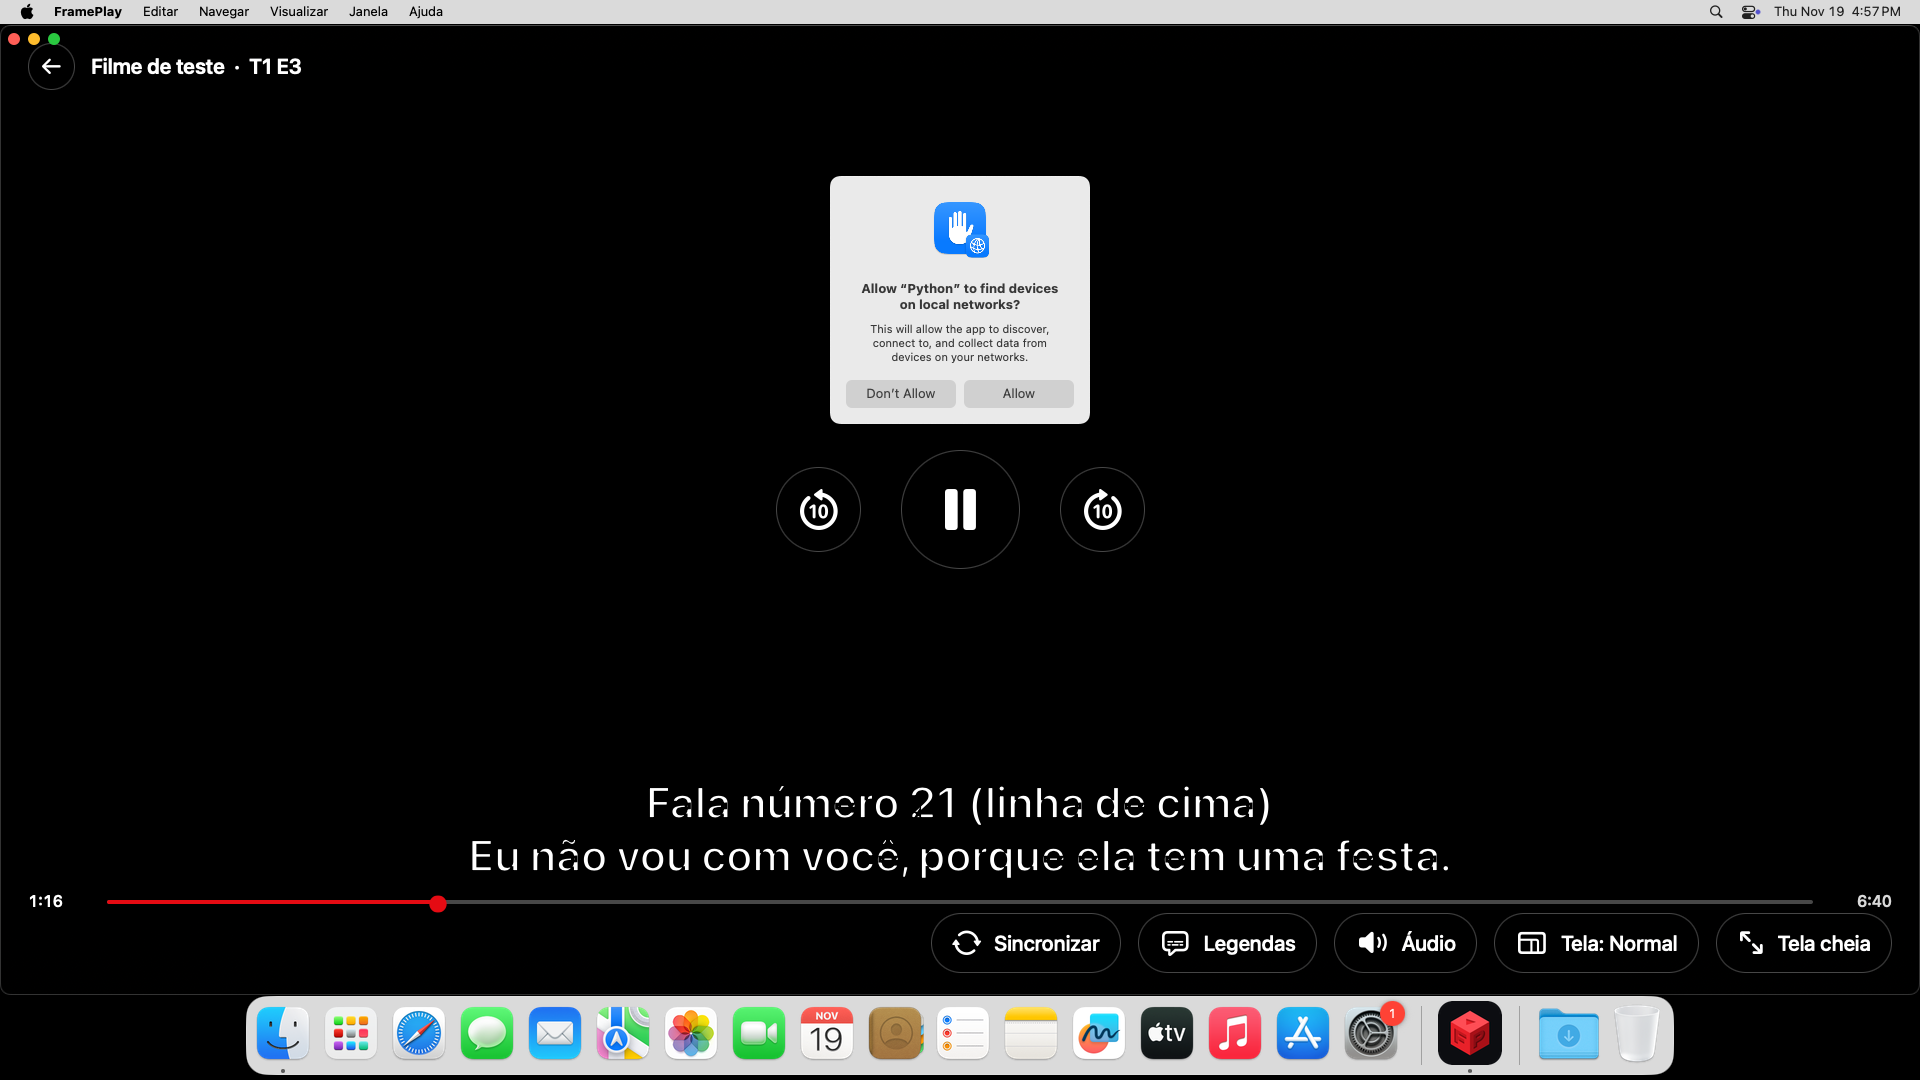 FramePlay Editar Navegar Visualizar Janela Ajuda Thu Nov 19 4:57 PM
Filme de teste · T1 E3
Allow “Python” to find devices
on local networks?
This will allow the app to discover,
connect to, and collect data from
devices on your networks.
Don’t Allow Allow
10 10
Fala número 21 (linha de cima)
Eu não vou com você, porque ela tem uma festa.
1:16 6:40
Sincronizar Legendas Áudio Tela: Normal Tela cheia
NOV
19
tv
1